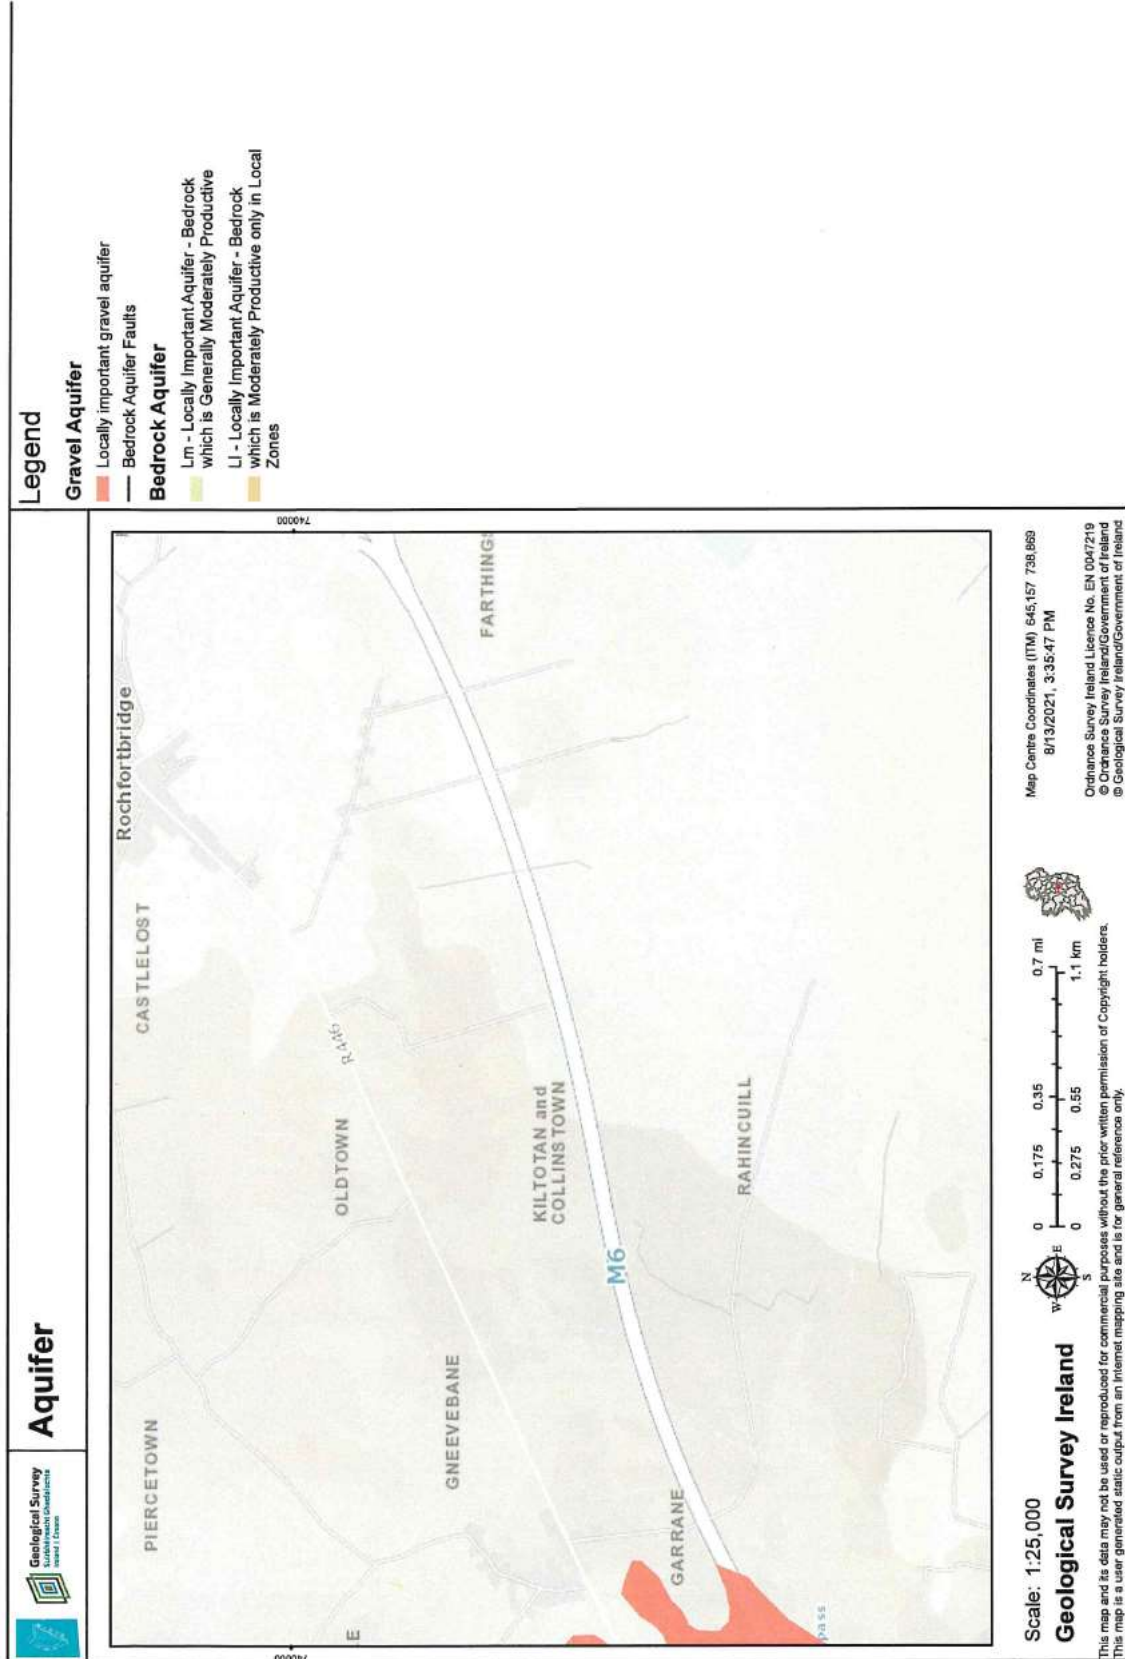 Geological Survey
Suirbhéireacht Gheolaíochta
Ireland | Éireann
Aquifer
Legend
Gravel Aquifer
Locally important gravel aquifer
Bedrock Aquifer Faults
Bedrock Aquifer
Lm - Locally Important Aquifer - Bedrock
which is Generally Moderately Productive
Ll - Locally Important Aquifer - Bedrock
which is Moderately Productive only in Local
Zones
PIERCETOWN
CASTLELOST
Rochfortbridge
740000
740000
E
OLDTOWN
R446
GNEEVEBANE
FARTHINGS
KILTOTAN and
COLLINSTOWN
M6
GARRANE
RAHINCUILL
pass
Scale: 1:25,000
Geological Survey Ireland
N
W
E
S
0 0.175 0.35 0.7 mi
0 0.275 0.55 1.1 km
Map Centre Coordinates (ITM) 645,157 738,869
8/13/2021, 3:35:47 PM
Ordnance Survey Ireland Licence No. EN 0047219
© Ordnance Survey Ireland/Government of Ireland
© Geological Survey Ireland/Government of Ireland
This map and its data may not be used or reproduced for commercial purposes without the prior written permission of Copyright holders.
This map is a user generated static output from an Internet mapping site and is for general reference only.